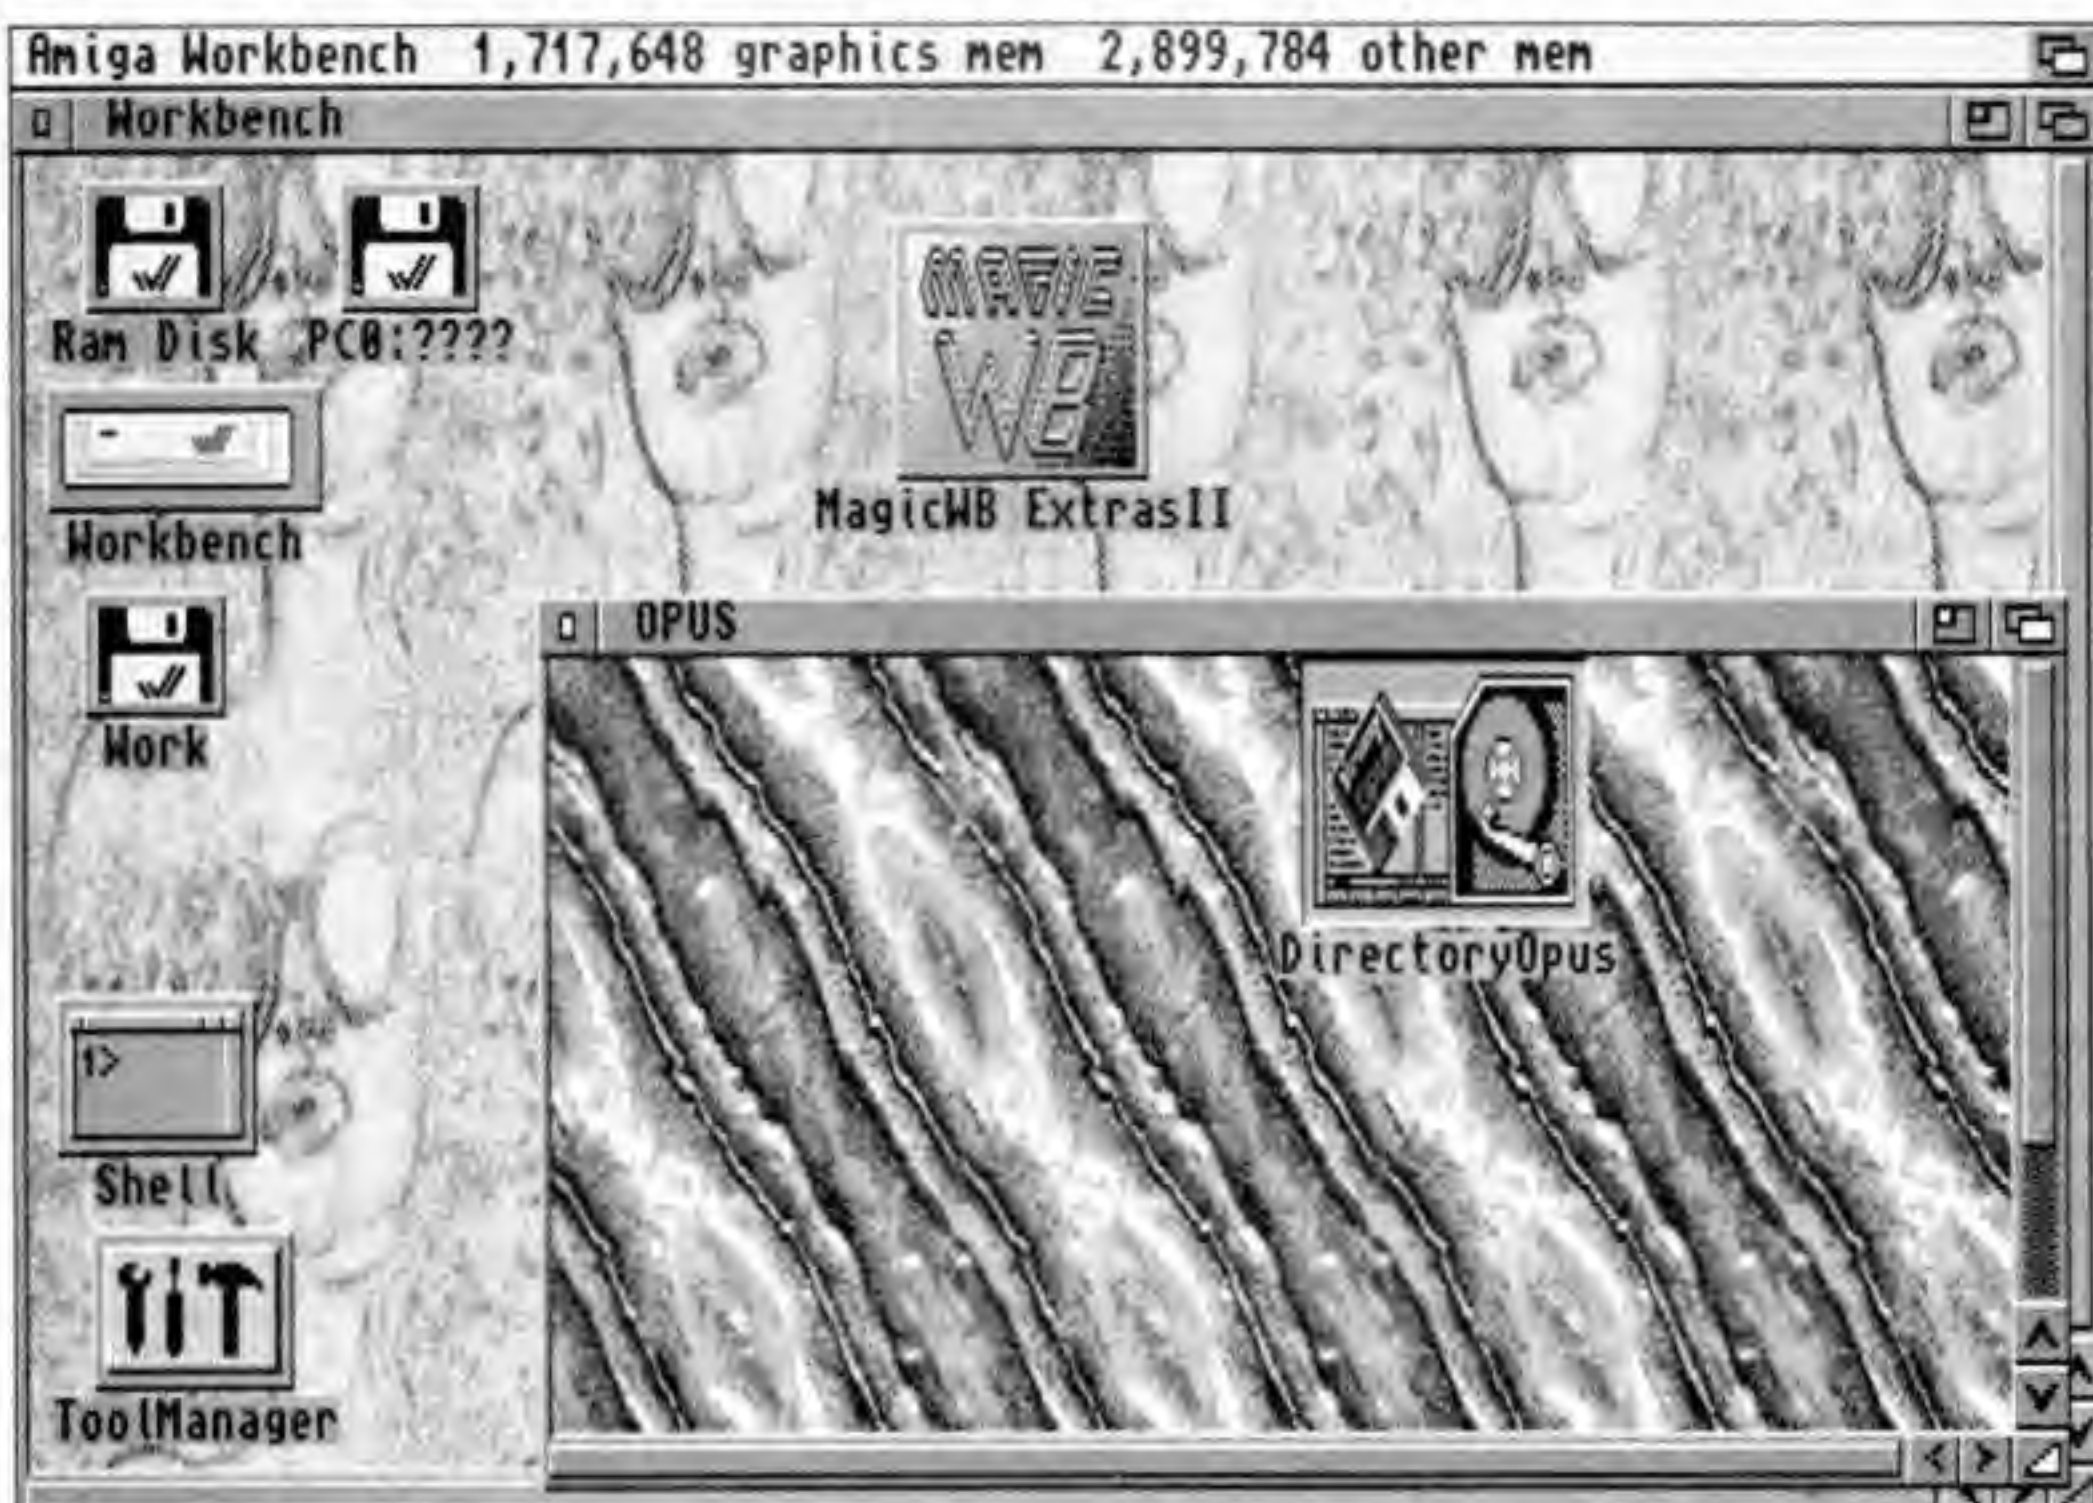 Amiga Workbench 1,717,648 graphics mem 2,899,784 other mem
Workbench
Ram Disk PC0:????
MAGIC
WB
MagicWB ExtrasII
Workbench
OPUS
Work
DirectoryOpus
1>
Shell
ToolManager